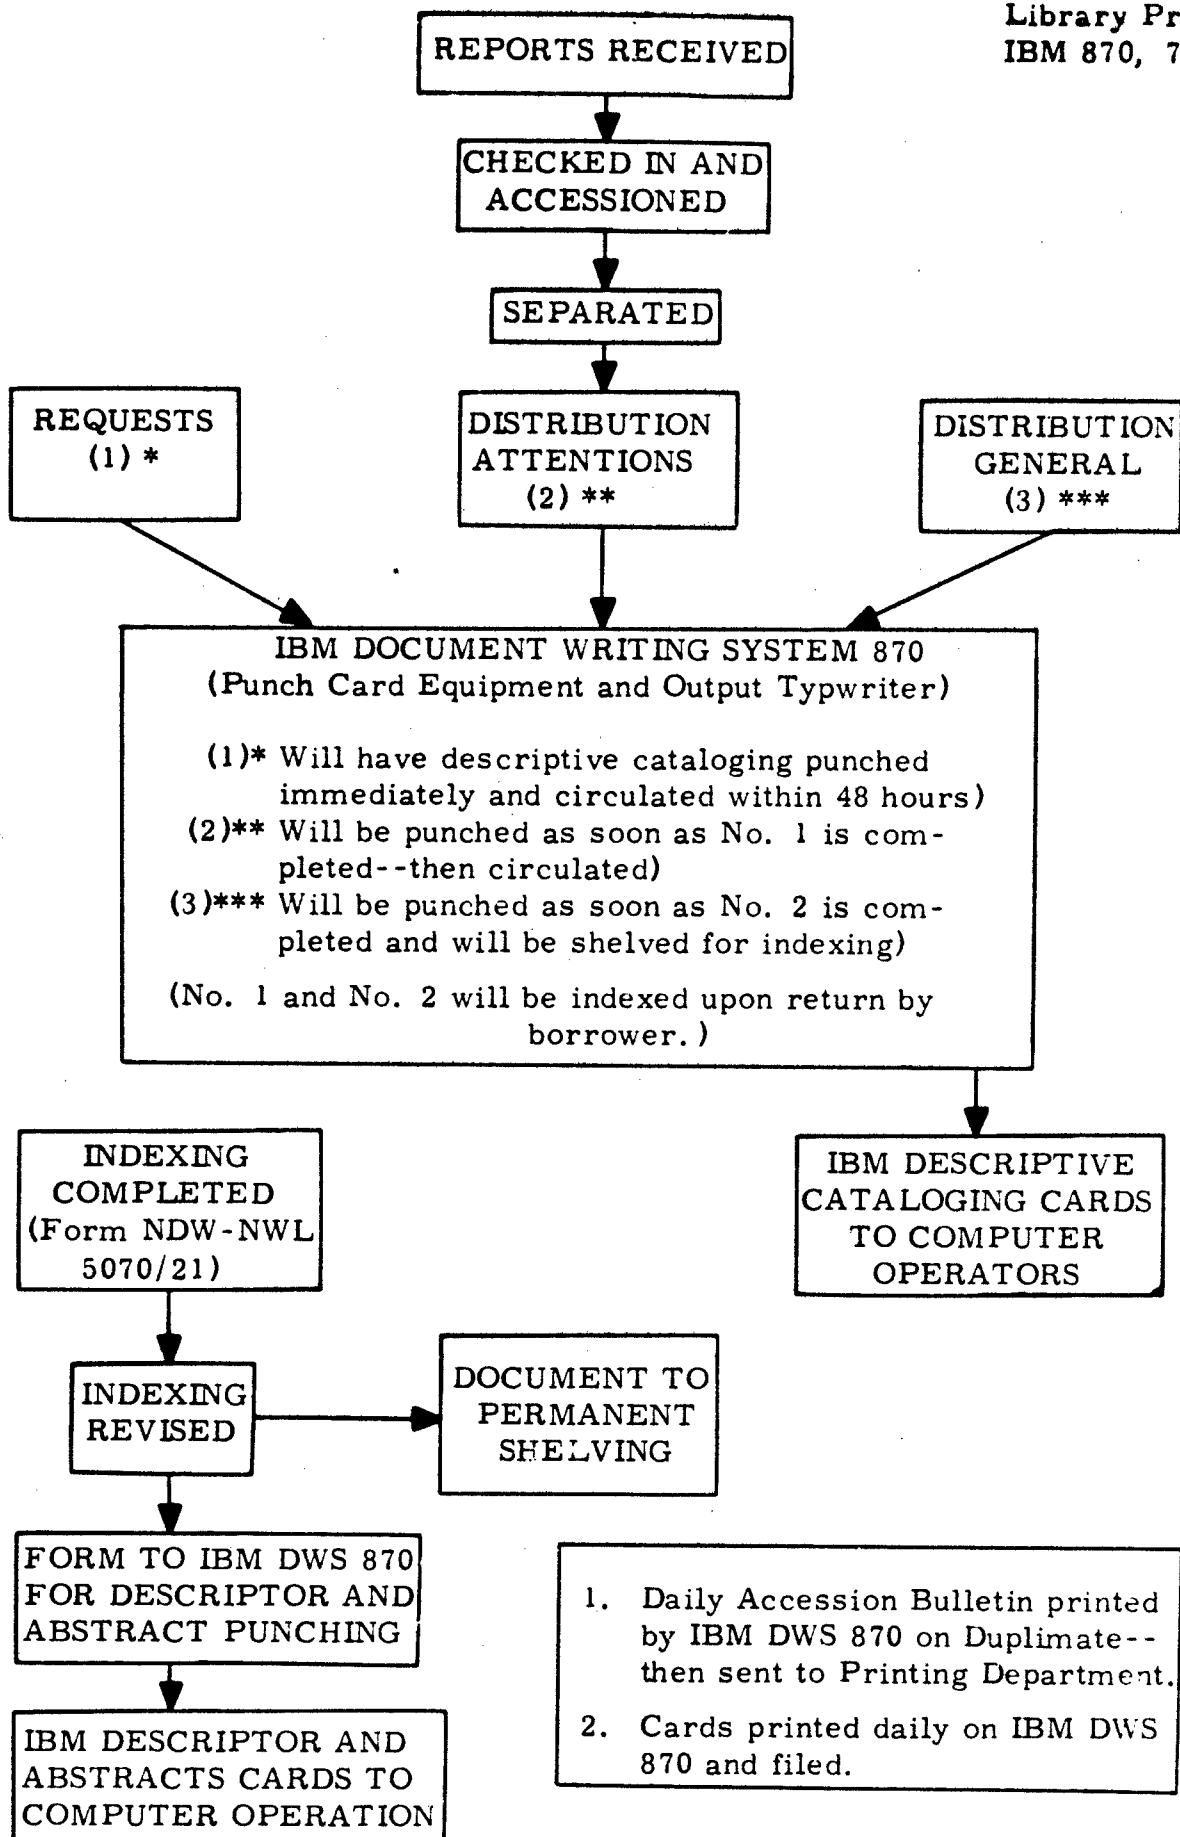 Library Pr
IBM 870, 7
REPORTS RECEIVED
CHECKED IN AND
ACCESSIONED
SEPARATED
REQUESTS
(1) *
DISTRIBUTION
ATTENTIONS
(2) **
DISTRIBUTION
GENERAL
(3) ***
IBM DOCUMENT WRITING SYSTEM 870
(Punch Card Equipment and Output Typwriter)
(1)* Will have descriptive cataloging punched
immediately and circulated within 48 hours)
(2)** Will be punched as soon as No. 1 is com-
pleted--then circulated)
(3)*** Will be punched as soon as No. 2 is com-
pleted and will be shelved for indexing)
(No. 1 and No. 2 will be indexed upon return by
borrower.)
INDEXING
COMPLETED
(Form NDW-NWL
5070/21)
IBM DESCRIPTIVE
CATALOGING CARDS
TO COMPUTER
OPERATORS
INDEXING
REVISED
DOCUMENT TO
PERMANENT
SHELVING
FORM TO IBM DWS 870
FOR DESCRIPTOR AND
ABSTRACT PUNCHING
IBM DESCRIPTOR AND
ABSTRACTS CARDS TO
COMPUTER OPERATION
1. Daily Accession Bulletin printed
by IBM DWS 870 on Duplimate--
then sent to Printing Department.
2. Cards printed daily on IBM DWS
870 and filed.